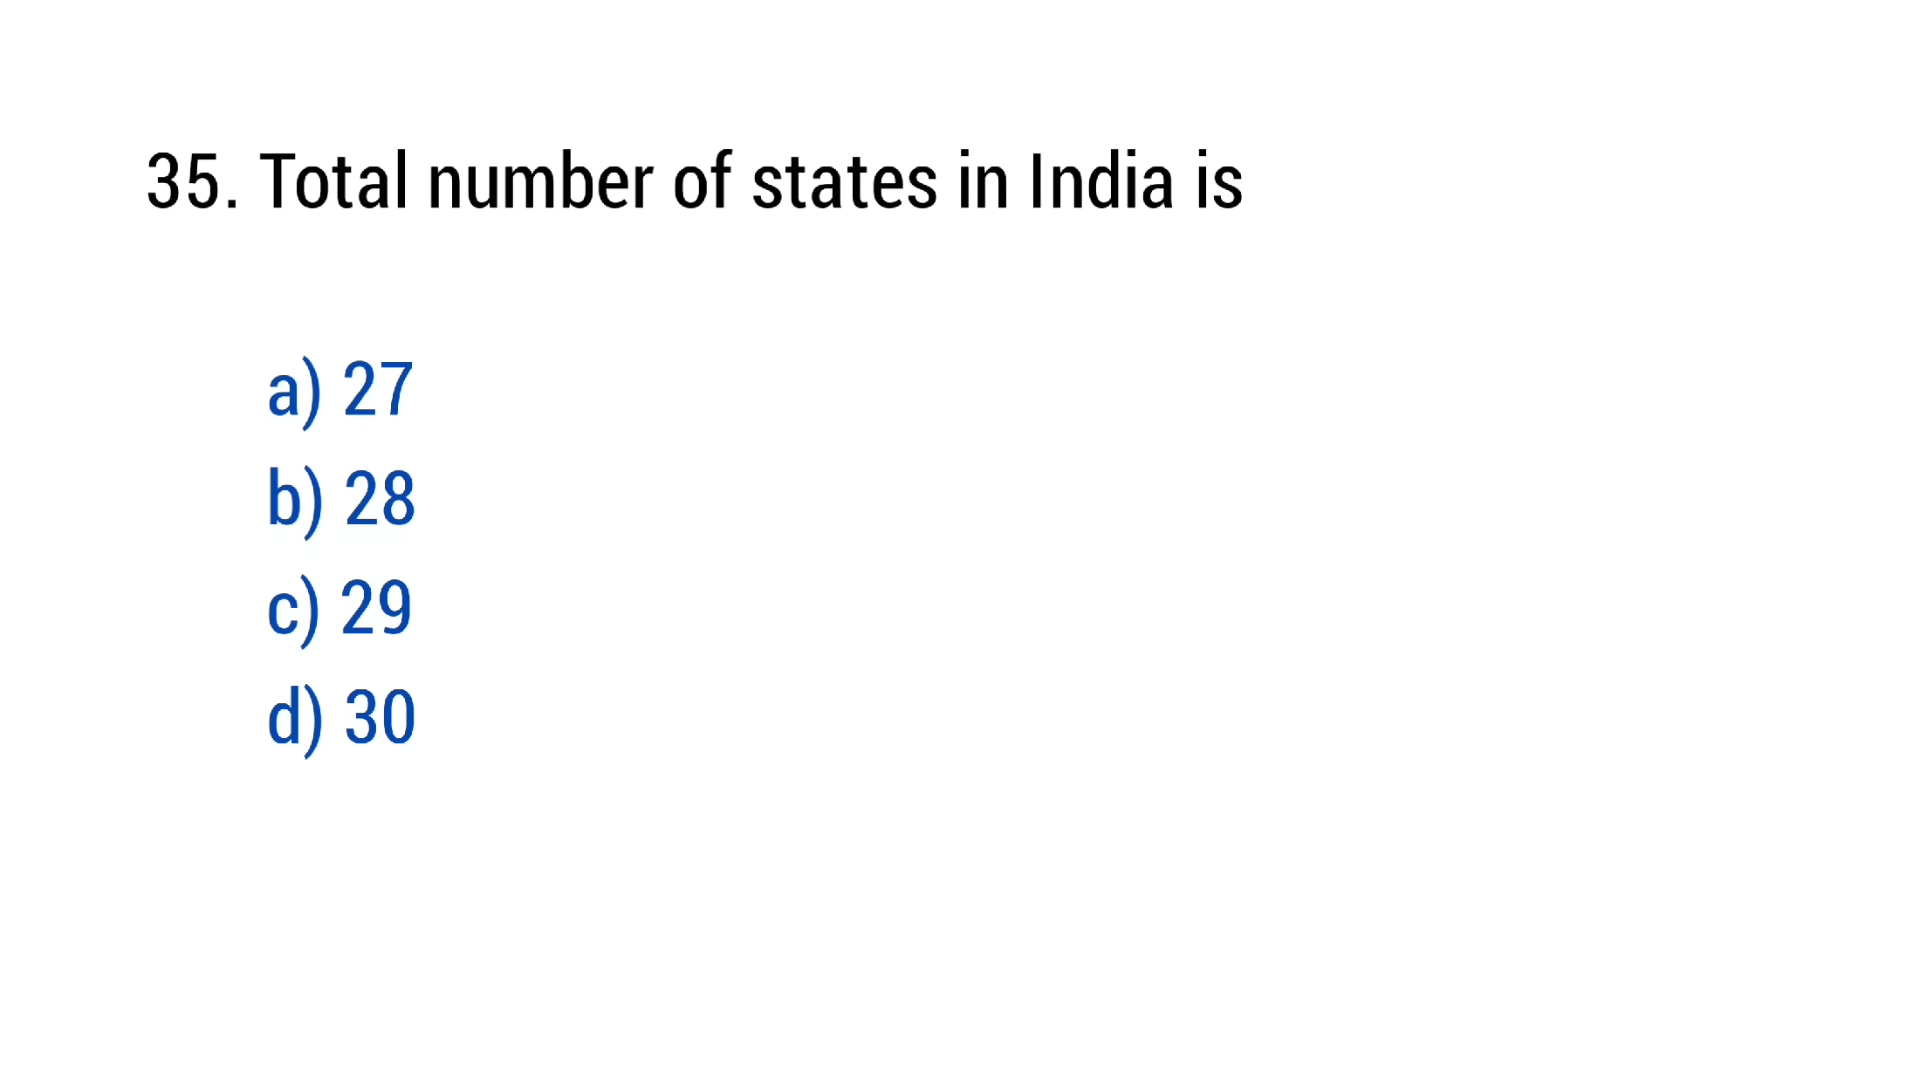 35. Total number of states in India is
a) 27
b) 28
c) 29
d) 30